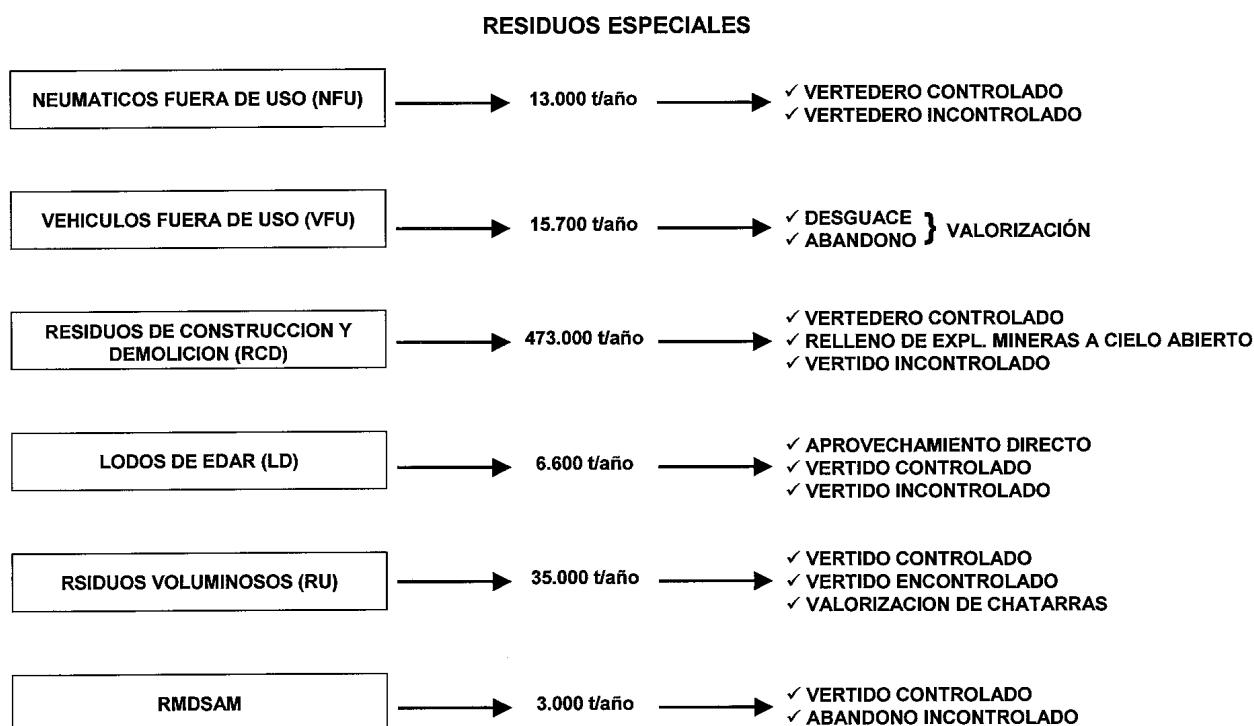 RESIDUOS ESPECIALES
NEUMATICOS FUERA DE USO (NFU)
13.000 t/año
✓ VERTEDERO CONTROLADO
✓ VERTEDERO INCONTROLADO
VEHICULOS FUERA DE USO (VFU)
15.700 t/año
✓ DESGUACE
✓ ABANDONO
} VALORIZACIÓN
RESIDUOS DE CONSTRUCCION Y
DEMOLICION (RCD)
473.000 t/año
✓ VERTEDERO CONTROLADO
✓ RELLENO DE EXPL. MINERAS A CIELO ABIERTO
✓ VERTIDO INCONTROLADO
LODOS DE EDAR (LD)
6.600 t/año
✓ APROVECHAMIENTO DIRECTO
✓ VERTIDO CONTROLADO
✓ VERTIDO INCONTROLADO
RSIDUOS VOLUMINOSOS (RU)
35.000 t/año
✓ VERTIDO CONTROLADO
✓ VERTIDO ENCONTROLADO
✓ VALORIZACION DE CHATARRAS
RMDSAM
3.000 t/año
✓ VERTIDO CONTROLADO
✓ ABANDONO INCONTROLADO